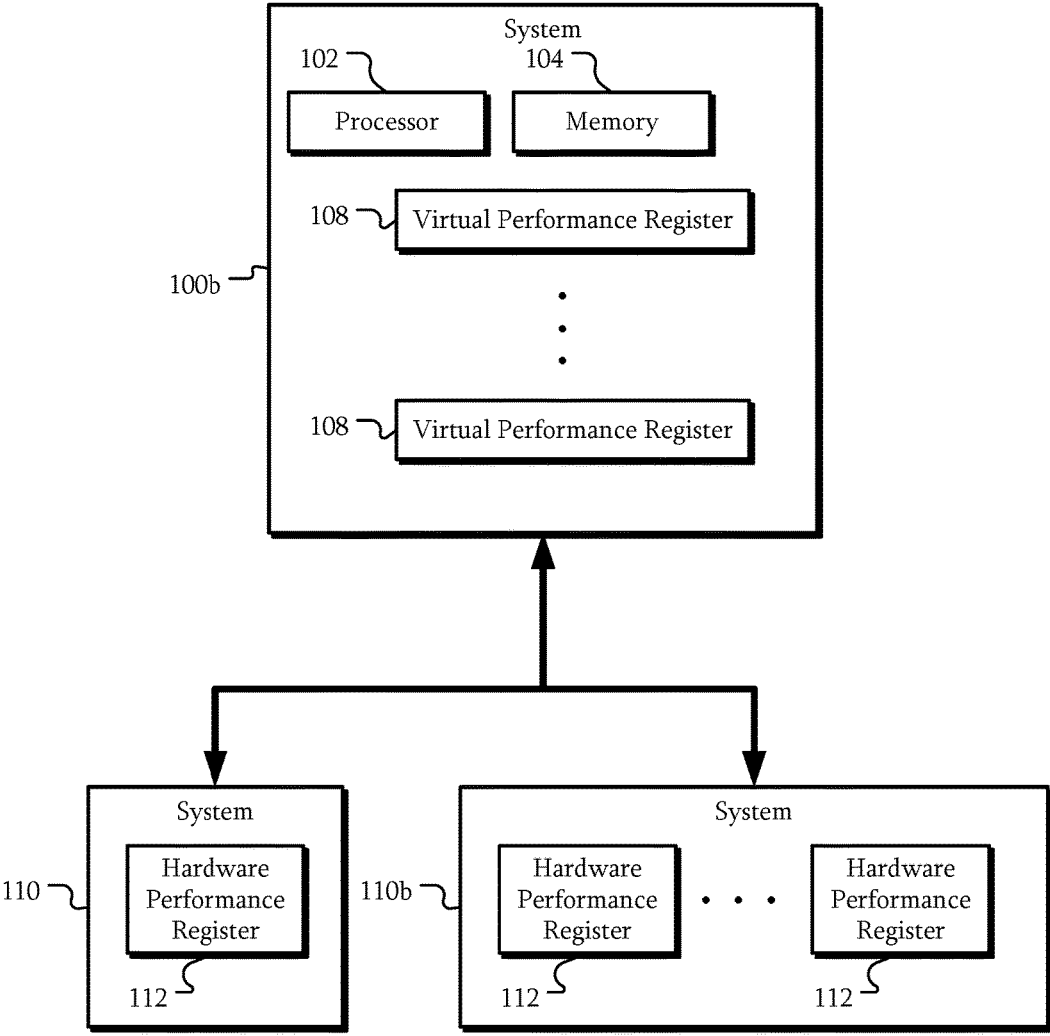 System
102
104
Processor
Memory
108
Virtual Performance Register
100b
108
Virtual Performance Register
System
System
Hardware
Performance
Register
Hardware
Performance
Register
Hardware
Performance
Register
110
110b
112
112
112